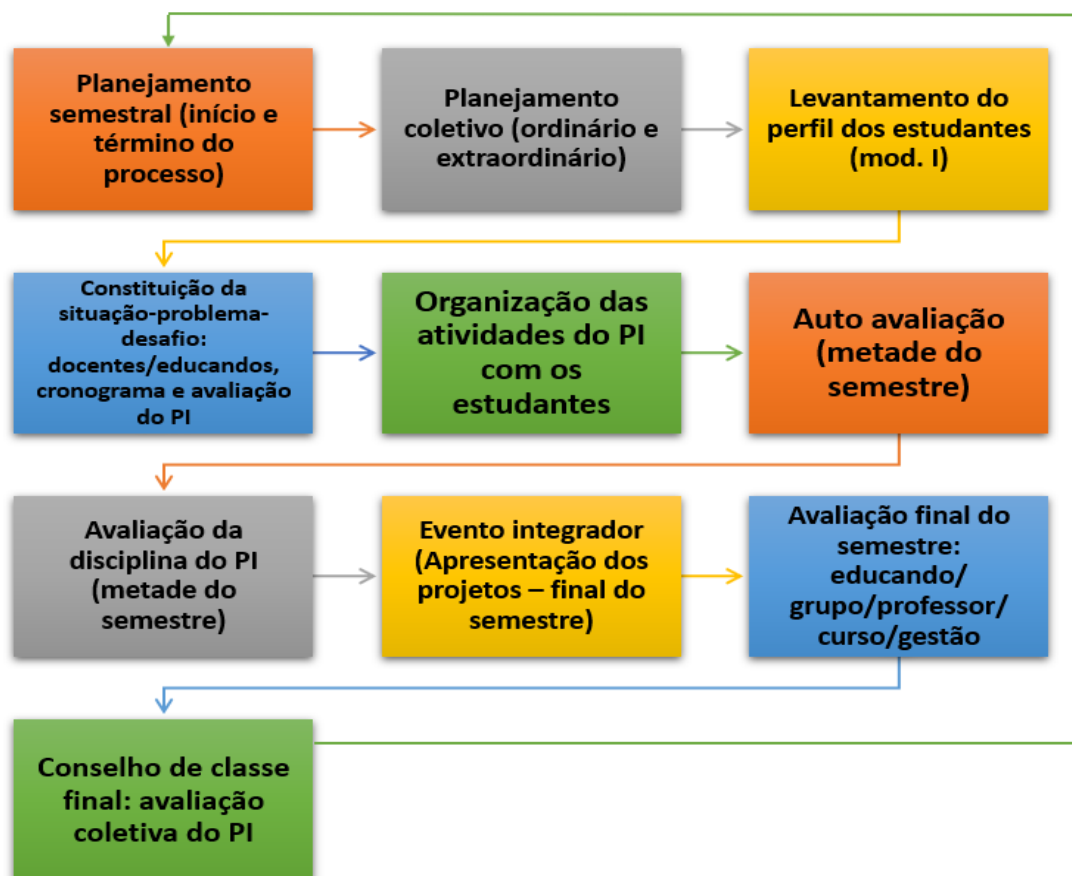 Planejamento
semestral (início e
término do
processo)
Planejamento
coletivo (ordinário e
extraordinário)
Levantamento do
perfil dos estudantes
(mod. I)
Constituição da
situação-problema-
desafio:
docentes/educandos,
cronograma e avaliação
do PI
Organização das
atividades do PI
com os
estudantes
Auto avaliação
(metade do
semestre)
Avaliação da
disciplina do PI
(metade do
semestre)
Evento integrador
(Apresentação dos
projetos – final do
semestre)
Avaliação final do
semestre:
educando/
grupo/professor/
curso/gestão
Conselho de classe
final: avaliação
coletiva do PI